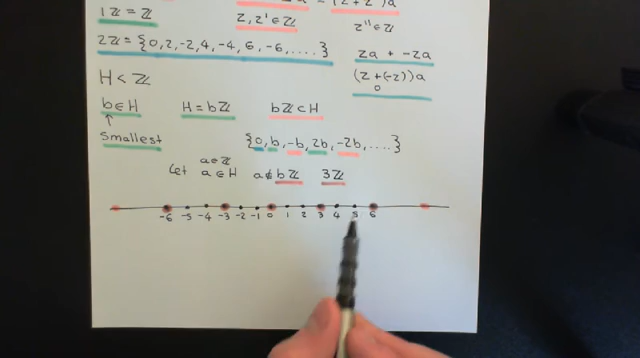 = (z + z')a
1ℤ = ℤ
z, z' ∈ ℤ
z'' ∈ ℤ
2ℤ = {0, 2, -2, 4, -4, 6, -6, ....}
za + -za
(z + (-z))a
0
H < ℤ
b ∈ H
H = bℤ
bℤ ⊂ H
↑
Smallest
{0, b, -b, 2b, -2b, ....}
a ∈ ℤ
Let a ∈ H a ∉ bℤ 3ℤ
-6 -5 -4 -3 -2 -1 0 1 2 3 4 5 6